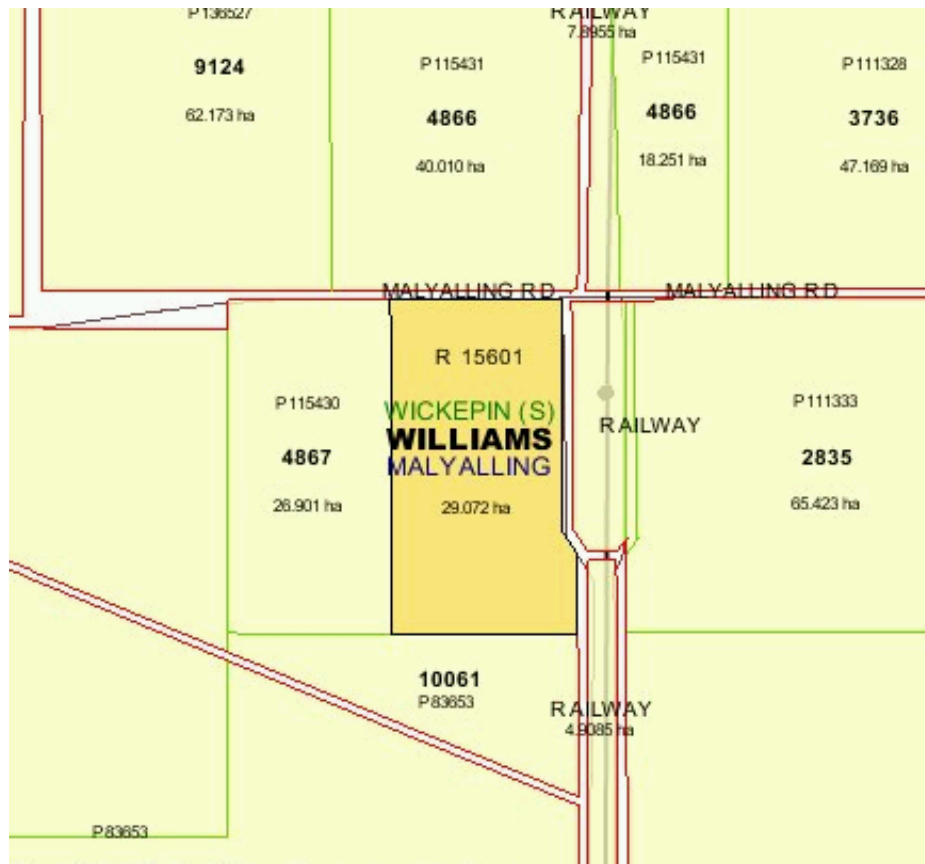 P136527
9124
62.173 ha
P115431
4866
40.010 ha
RAILWAY
7.8955 ha
P115431
4866
18.251 ha
P111328
3736
47.169 ha
MALYALLING RD
MALYALLING RD
R 15601
P115430
4867
26.901 ha
WICKEPIN (S)
WILLIAMS
MALYALLING
29.072 ha
RAILWAY
P111333
2835
65.423 ha
10061
P83653
RAILWAY
4.9085 ha
P83653